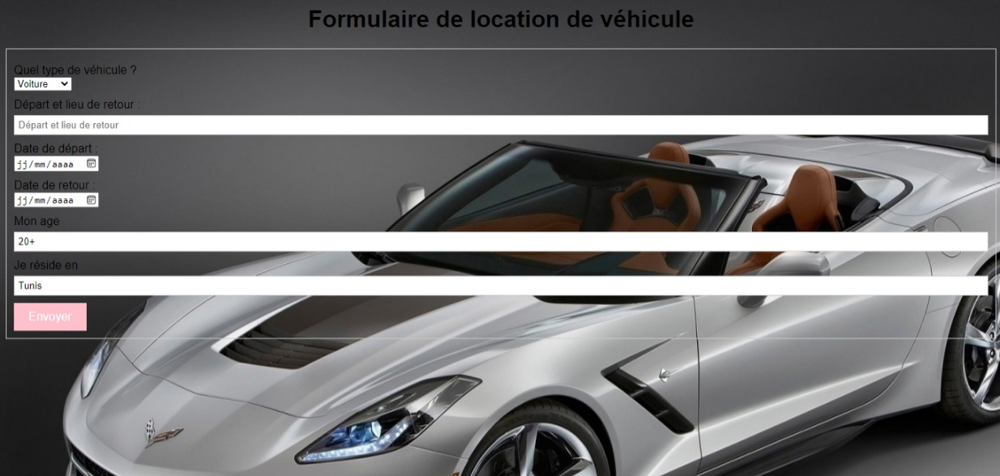 Formulaire de location de véhicule
Quel type de véhicule ?
Voiture
Départ et lieu de retour :
Départ et lieu de retour
Date de départ :
jj/mm/aaaa
Date de retour :
jj/mm/aaaa
Mon age
20+
Je réside en
Tunis
Envoyer